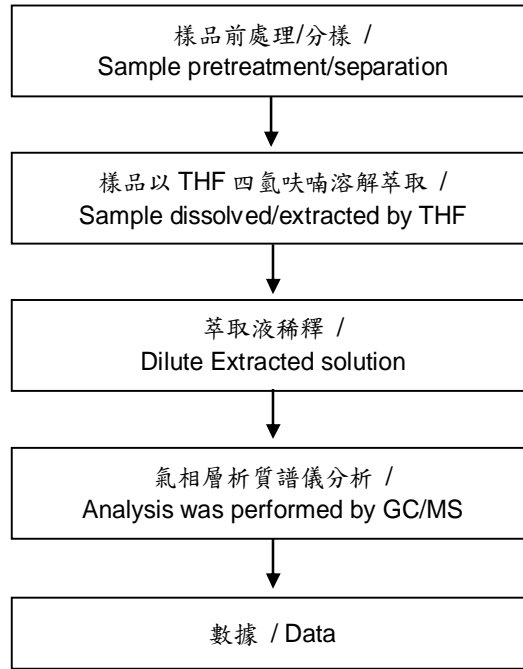 樣品前處理/分樣 /
Sample pretreatment/separation
樣品以 THF 四氫呋喃溶解萃取 /
Sample dissolved/extracted by THF
萃取液稀釋 /
Dilute Extracted solution
氣相層析質譜儀分析 /
Analysis was performed by GC/MS
數據 / Data